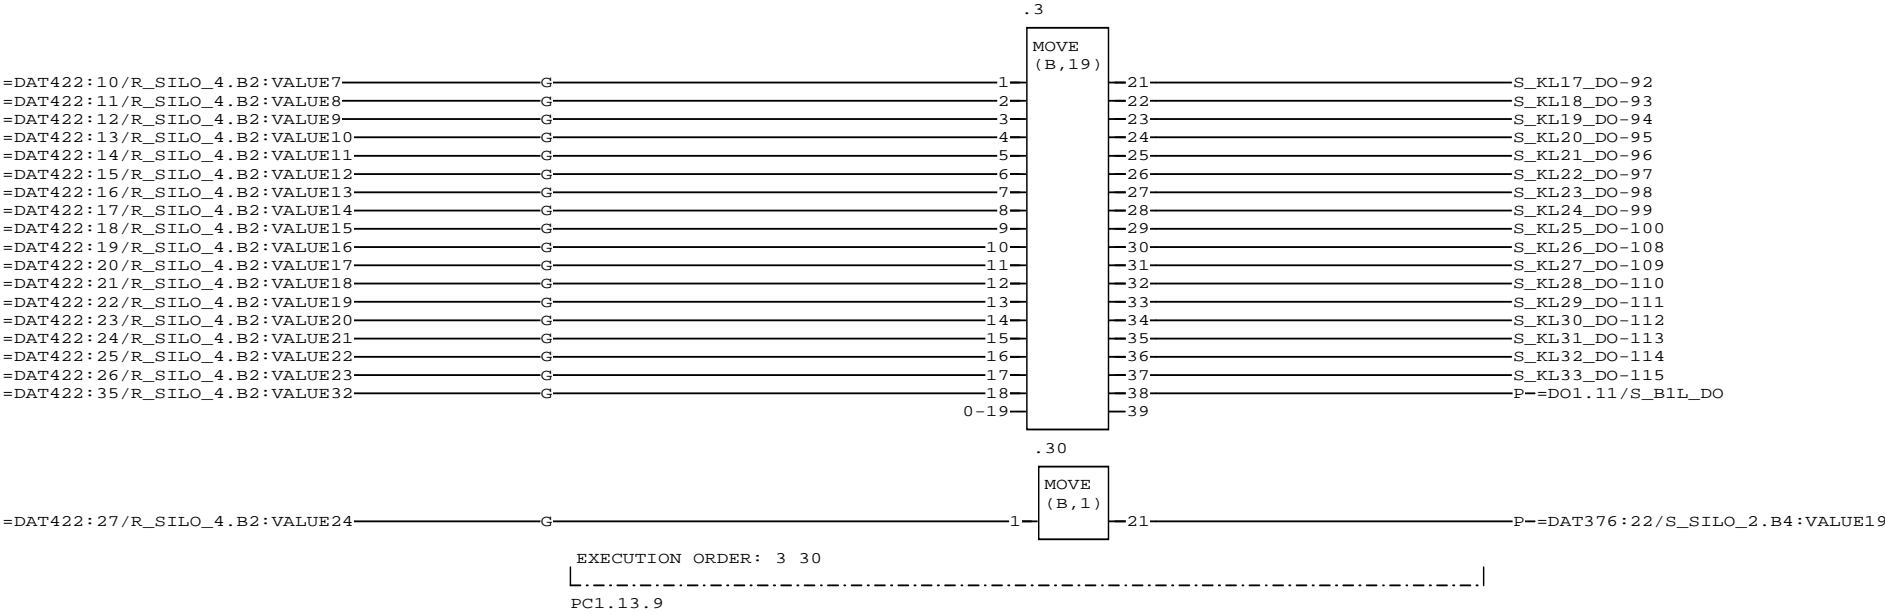 .3
MOVE
(B,19)
=DAT422:10/R_SILO_4.B2:VALUE7 G 1 21 S_KL17_DO-92
=DAT422:11/R_SILO_4.B2:VALUE8 G 2 22 S_KL18_DO-93
=DAT422:12/R_SILO_4.B2:VALUE9 G 3 23 S_KL19_DO-94
=DAT422:13/R_SILO_4.B2:VALUE10 G 4 24 S_KL20_DO-95
=DAT422:14/R_SILO_4.B2:VALUE11 G 5 25 S_KL21_DO-96
=DAT422:15/R_SILO_4.B2:VALUE12 G 6 26 S_KL22_DO-97
=DAT422:16/R_SILO_4.B2:VALUE13 G 7 27 S_KL23_DO-98
=DAT422:17/R_SILO_4.B2:VALUE14 G 8 28 S_KL24_DO-99
=DAT422:18/R_SILO_4.B2:VALUE15 G 9 29 S_KL25_DO-100
=DAT422:19/R_SILO_4.B2:VALUE16 G 10 30 S_KL26_DO-108
=DAT422:20/R_SILO_4.B2:VALUE17 G 11 31 S_KL27_DO-109
=DAT422:21/R_SILO_4.B2:VALUE18 G 12 32 S_KL28_DO-110
=DAT422:22/R_SILO_4.B2:VALUE19 G 13 33 S_KL29_DO-111
=DAT422:23/R_SILO_4.B2:VALUE20 G 14 34 S_KL30_DO-112
=DAT422:24/R_SILO_4.B2:VALUE21 G 15 35 S_KL31_DO-113
=DAT422:25/R_SILO_4.B2:VALUE22 G 16 36 S_KL32_DO-114
=DAT422:26/R_SILO_4.B2:VALUE23 G 17 37 S_KL33_DO-115
=DAT422:35/R_SILO_4.B2:VALUE32 G 18 38 P-=DO1.11/S_B1L_DO
0-19 39
.30
MOVE
(B,1)
=DAT422:27/R_SILO_4.B2:VALUE24 G 1 21 P-=DAT376:22/S_SILO_2.B4:VALUE19
EXECUTION ORDER: 3 30
PC1.13.9